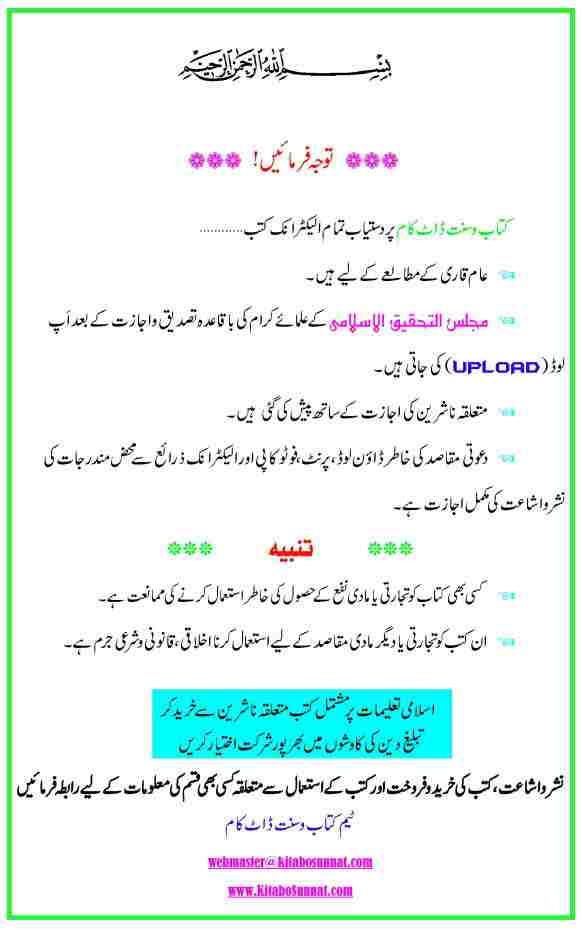 بسم الله الرحمن الرحيم
توجہ فرمائیں!
کتاب وسنت ڈاٹ کام پر دستیاب تمام الیکٹرانک کتب............
عام قاری کے مطالعے کے لیے ہیں۔
مجلس التحقیق الاسلامی کے علمائے کرام کی باقاعدہ تصدیق واجازت کے بعد اَپ
لوڈ (UPLOAD) کی جاتی ہیں۔
متعلقہ ناشرین کی اجازت کے ساتھ پیش کی گئی ہیں۔
دعوتی مقاصد کی خاطر ڈاؤن لوڈ، پرنٹ، فوٹو کاپی اور الیکٹرانک ذرائع سے محض مندرجات کی
نشر واشاعت کی مکمل اجازت ہے۔
تنبیہ
کسی بھی کتاب کو تجارتی یا مادی نفع کے حصول کی خاطر استعمال کرنے کی ممانعت ہے۔
ان کتب کو تجارتی یا دیگر مادی مقاصد کے لیے استعمال کرنا اخلاقی، قانونی وشرعی جرم ہے۔
اسلامی تعلیمات پر مشتمل کتب متعلقہ ناشرین سے خرید کر
تبلیغ دین کی کاوشوں میں بھرپور شرکت اختیار کریں
نشر واشاعت، کتب کی خرید وفروخت اور کتب کے استعمال سے متعلقہ کسی بھی قسم کی معلومات کے لیے رابطہ فرمائیں
ٹیم کتاب وسنت ڈاٹ کام
webmaster@kitabosunnat.com
www.KitaboSunnat.com